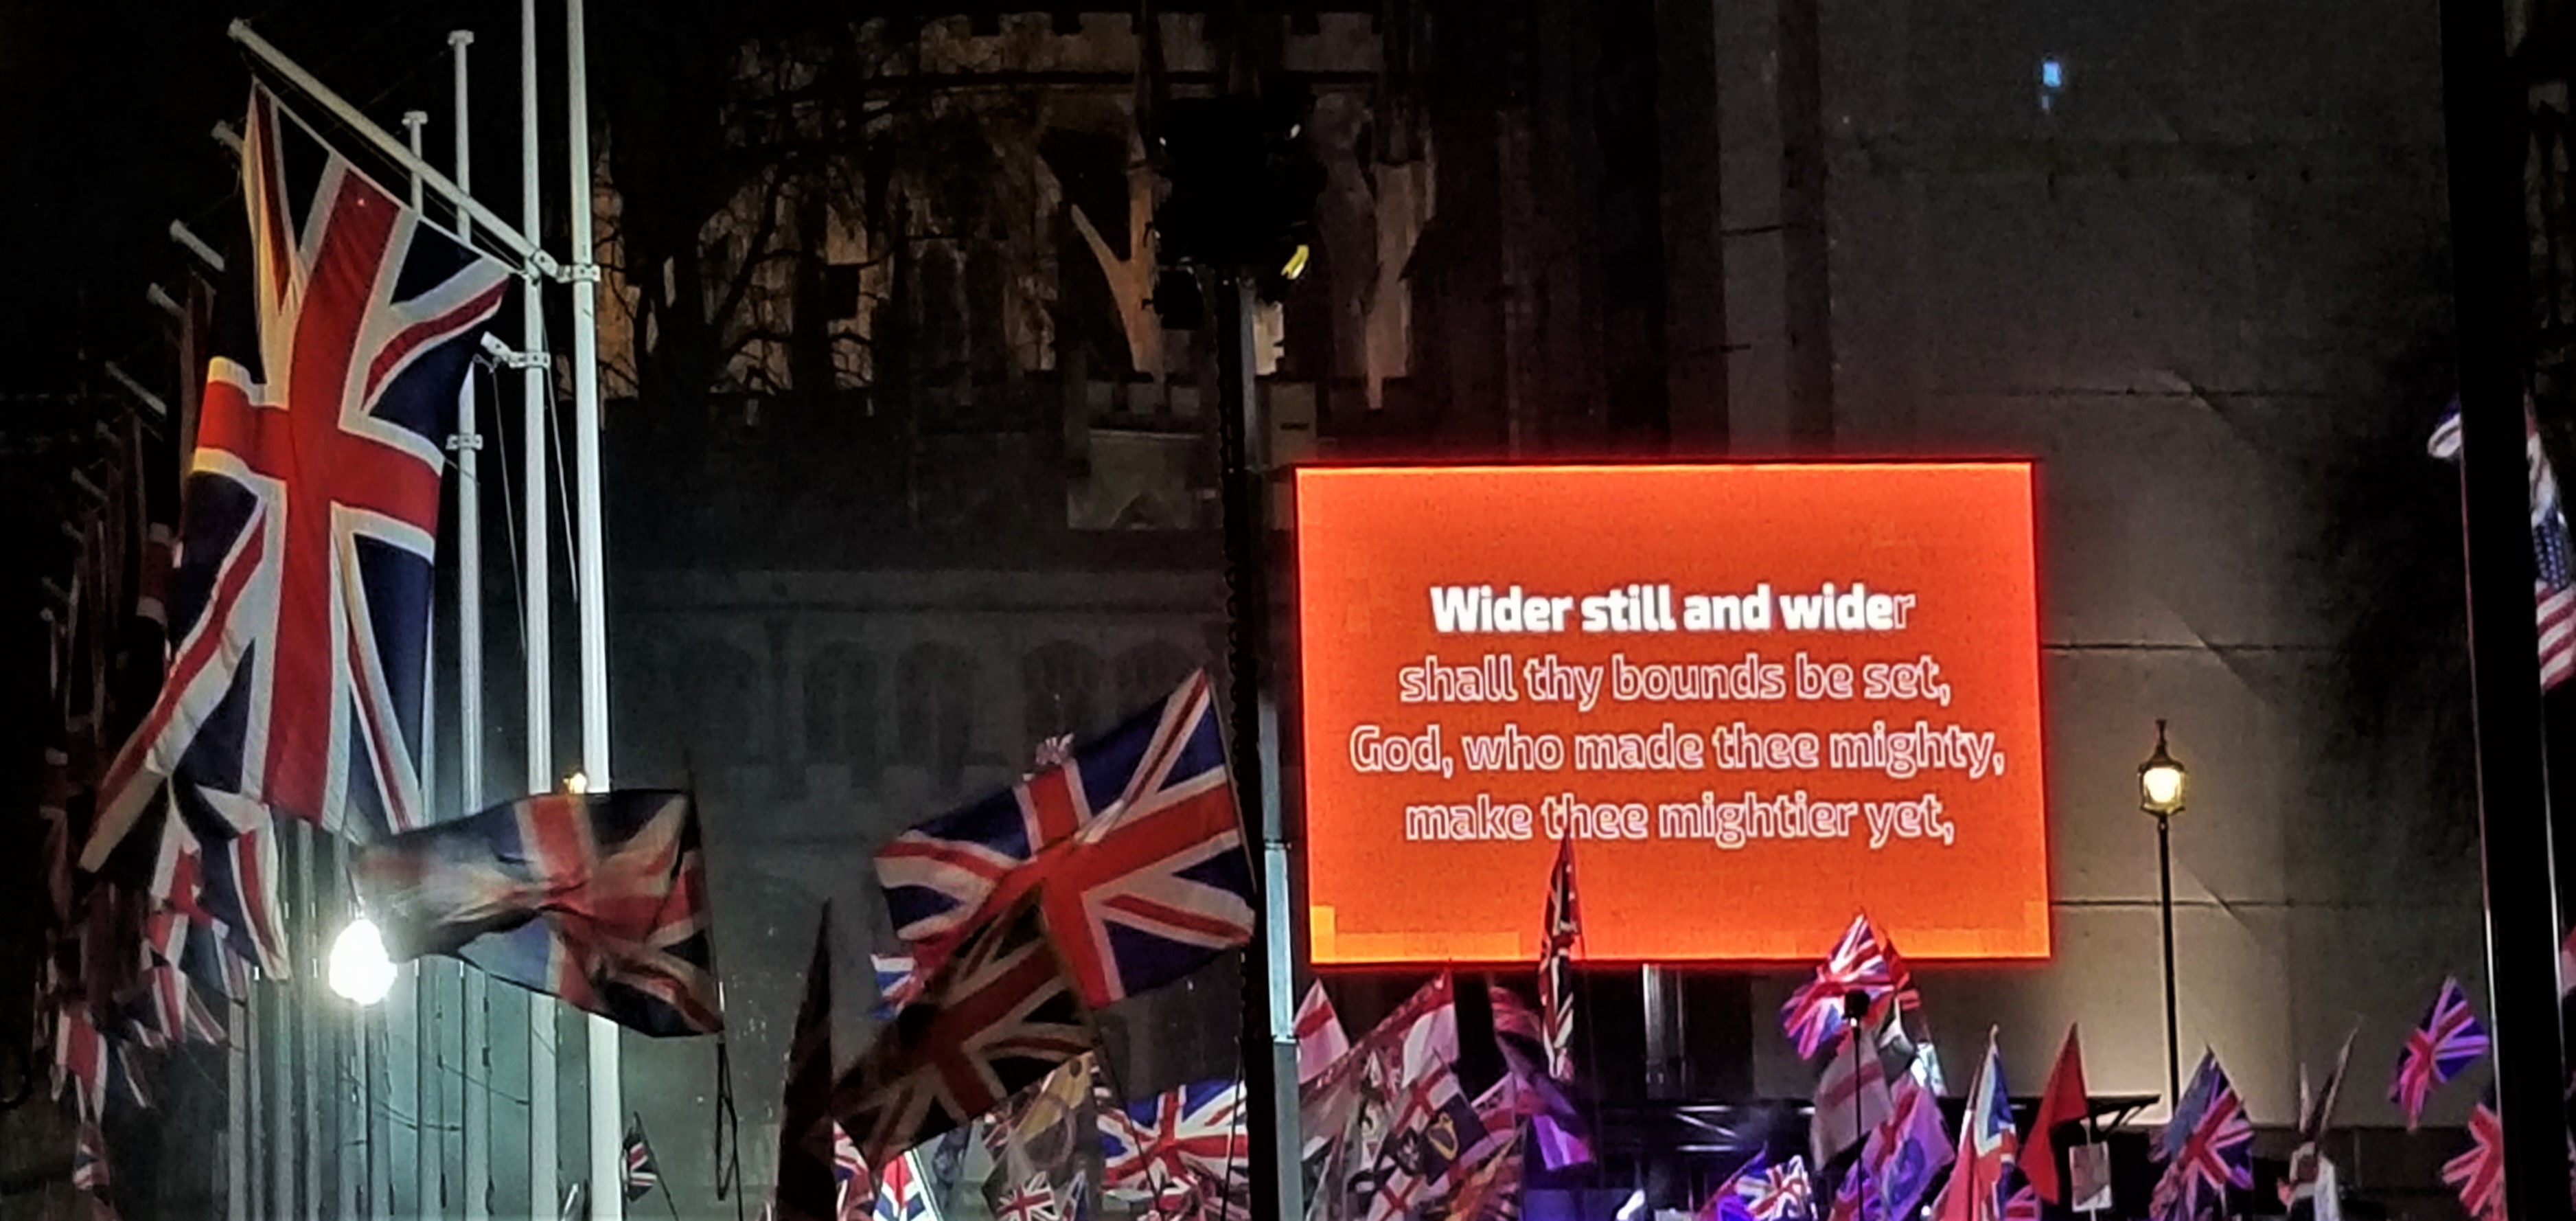 Wider still and wider
shall thy bounds be set,
God, who made thee mighty,
make thee mightier yet,